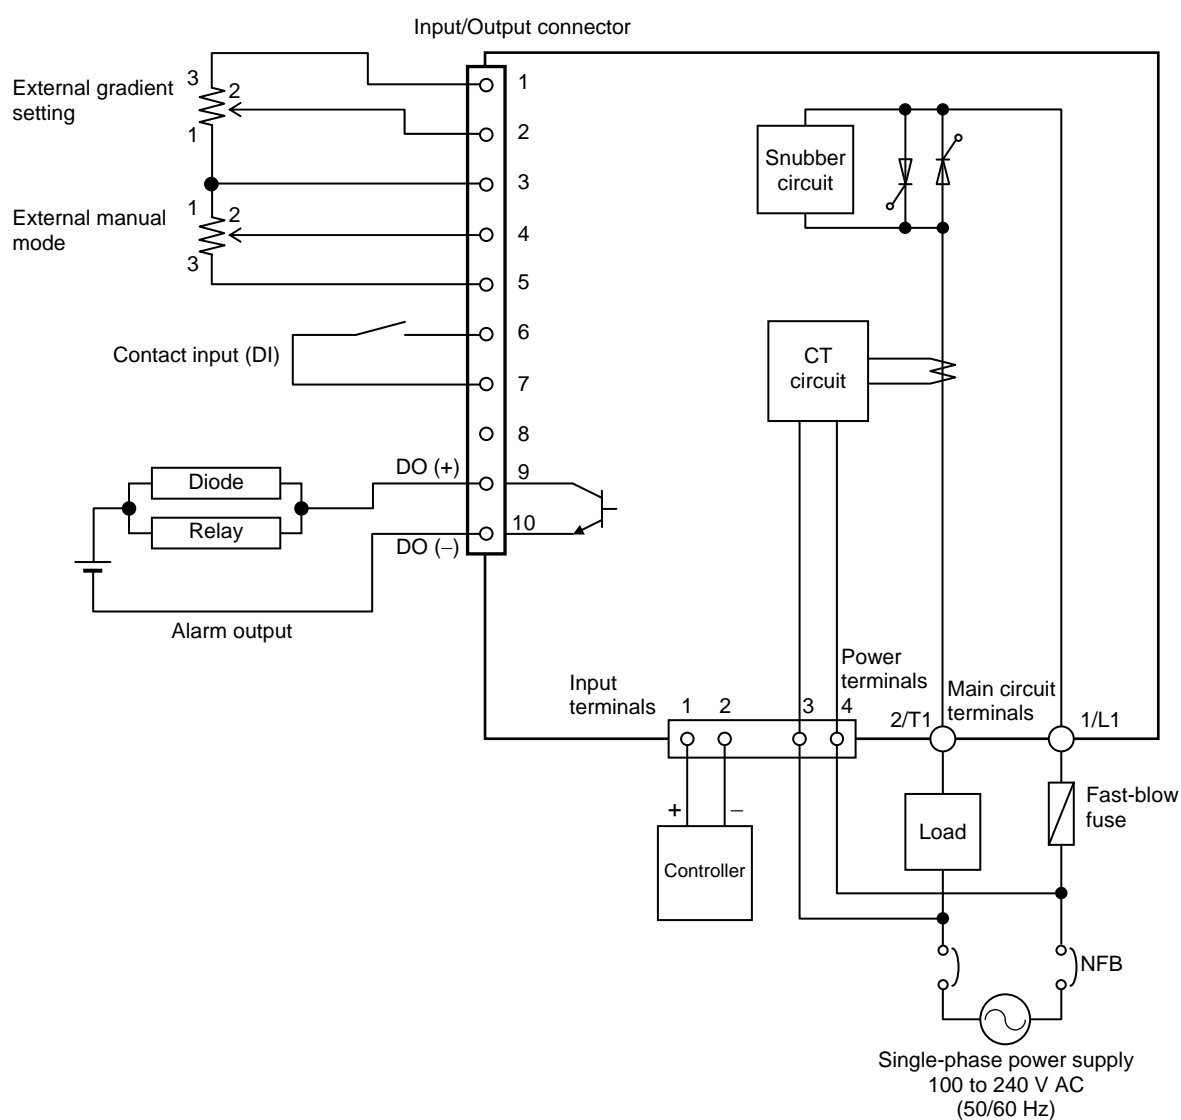 Input/Output connector
External gradient
setting
3
2
1
1
2
3
External manual
mode
1
2
3
4
5
6
7
8
9
10
Contact input (DI)
DO (+)
DO (–)
Diode
Relay
Alarm output
Snubber
circuit
CT
circuit
Input
terminals
1
2
3
4
Power
terminals
2/T1
Main circuit
terminals
1/L1
+
–
Controller
Load
Fast-blow
fuse
NFB
Single-phase power supply
100 to 240 V AC
(50/60 Hz)